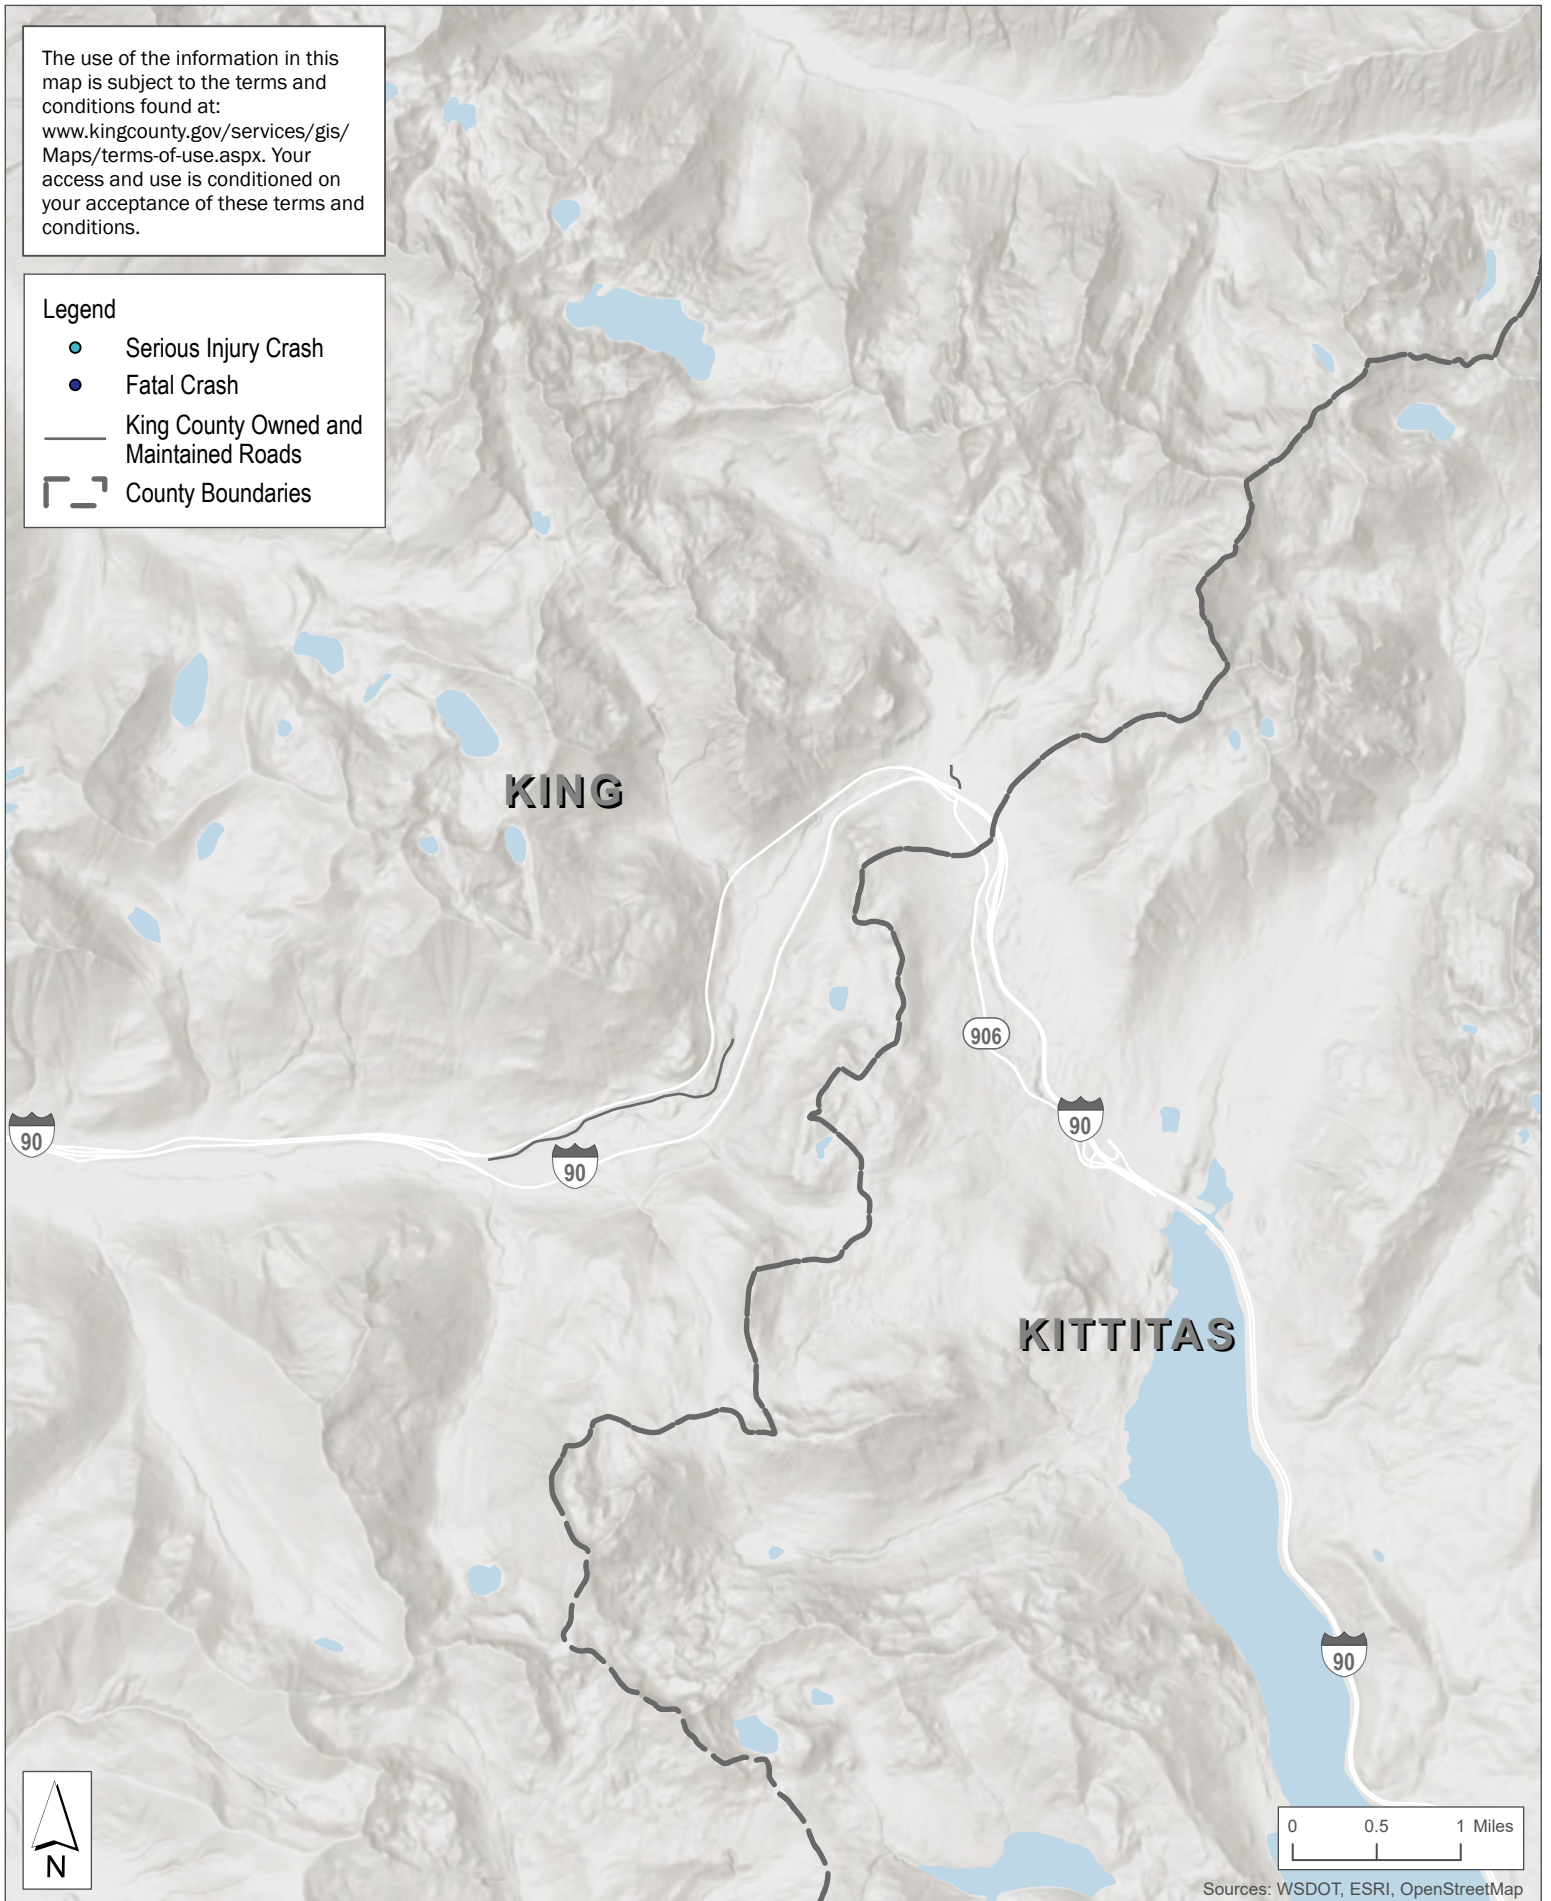 The use of the information in this
map is subject to the terms and
conditions found at:
www.kingcounty.gov/services/gis/
Maps/terms-of-use.aspx. Your
access and use is conditioned on
your acceptance of these terms and
conditions.
Legend
Serious Injury Crash
Fatal Crash
King County Owned and
Maintained Roads
County Boundaries
KING
906
90
90
90
KITTITAS
90
N
0 0.5 1 Miles
Sources: WSDOT, ESRI, OpenStreetMap